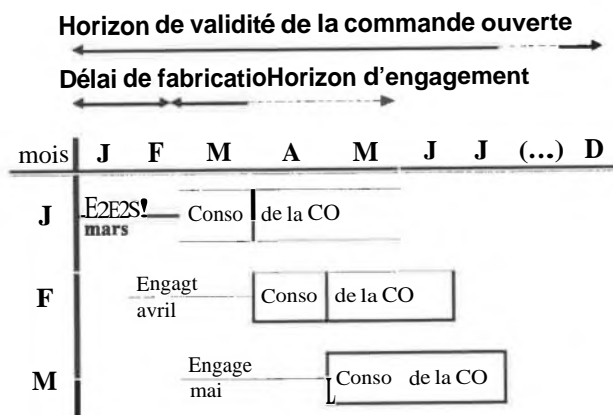 Horizon de validité de la commande ouverte
Délai de fabricatioHorizon d'engagement
mois J F M A M J J (...) D
J E2E2S! Conso de la CO
mars
F Engagt Conso de la CO
avril
M Engage Conso de la CO
mai